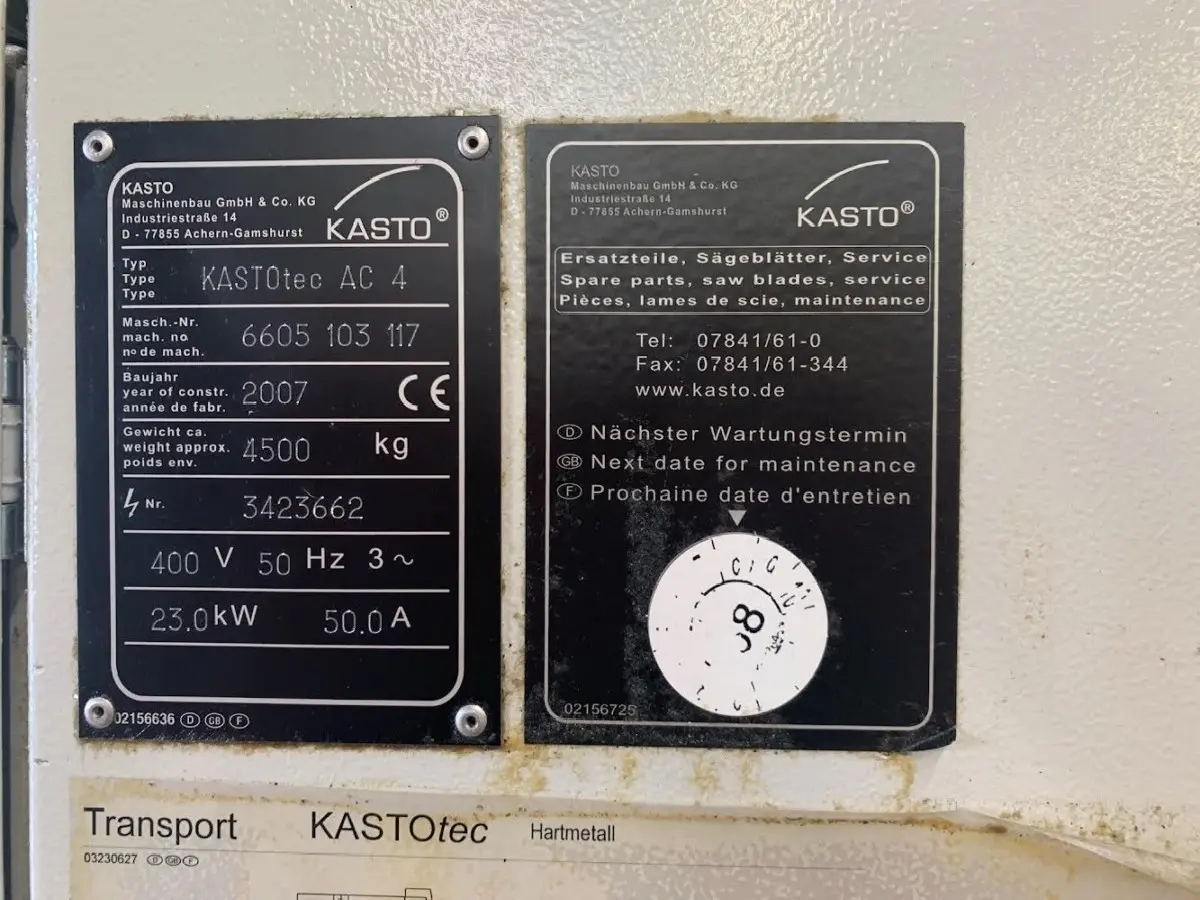 KASTO
Maschinenbau GmbH & Co. KG
Industriestraße 14
D - 77855 Achern-Gamshurst
KASTO®
Typ
Type
Type
KASTOtec AC 4
Masch.-Nr.
mach. no
nº de mach.
6605 103 117
Baujahr
year of constr.
année de fabr.
2007
CE
Gewicht ca.
weight approx.
poids env.
4500 kg
Nr. 3423662
400 V 50 Hz 3 ~
23.0 kW 50.0 A
02156636 D GB F
KASTO
Maschinenbau GmbH & Co. KG
Industriestraße 14
D - 77855 Achern-Gamshurst
KASTO®
Ersatzteile, Sägeblätter, Service
Spare parts, saw blades, service
Pièces, lames de scie, maintenance
Tel: 07841/61-0
Fax: 07841/61-344
www.kasto.de
D Nächster Wartungstermin
GB Next date for maintenance
F Prochaine date d'entretien
02156725
Transport KASTOtec Hartmetall
03230627 D GB F